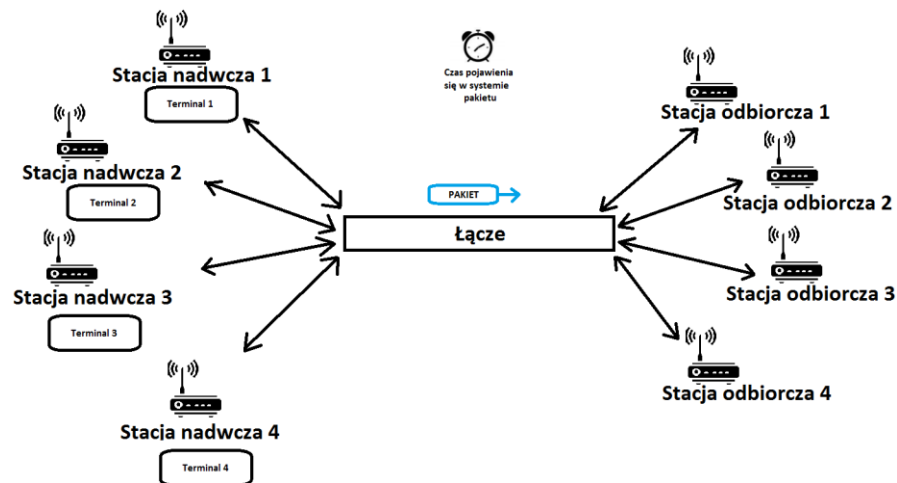 Stacja nadwcza 1
Terminal 1
Stacja nadwcza 2
Terminal 2
Stacja nadwcza 3
Terminal 3
Stacja nadwcza 4
Terminal 4
Czas pojawienia
się w systemie
pakietu
PAKIET
Łącze
Stacja odbiorcza 1
Stacja odbiorcza 2
Stacja odbiorcza 3
Stacja odbiorcza 4